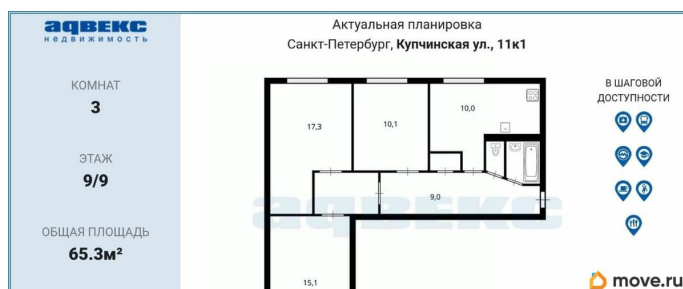 адвекс
недвижимость
КОМНАТ
3
ЭТАЖ
9/9
ОБЩАЯ ПЛОЩАДЬ
65.3м²
Актуальная планировка
Санкт-Петербург, Купчинская ул., 11к1
17,3
10,1
10,0
9,0
15,1
адвекс
В ШАГОВОЙ
ДОСТУПНОСТИ
move.ru